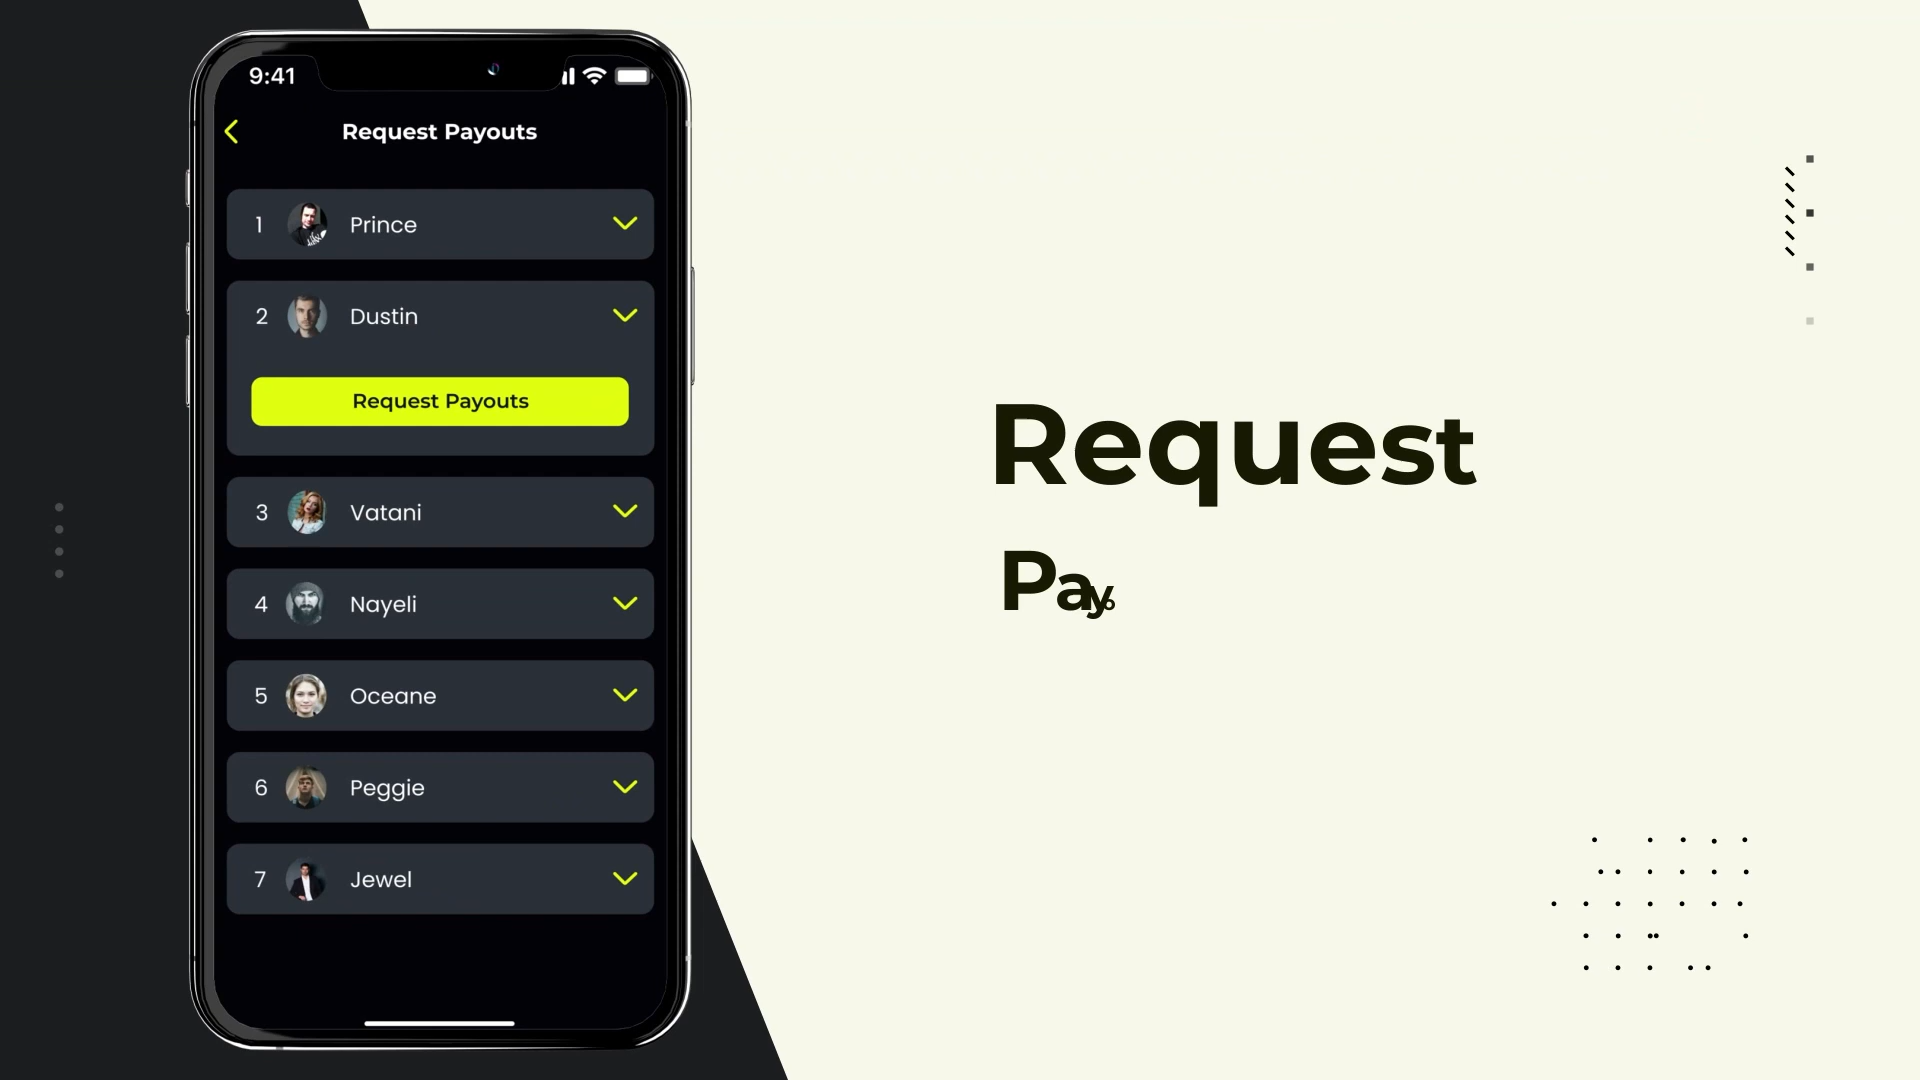 9:41
Request Payouts
1 Prince
2 Dustin
Request Payouts
3 Vatani
4 Nayeli
5 Oceane
6 Peggie
7 Jewel
Request
Payo